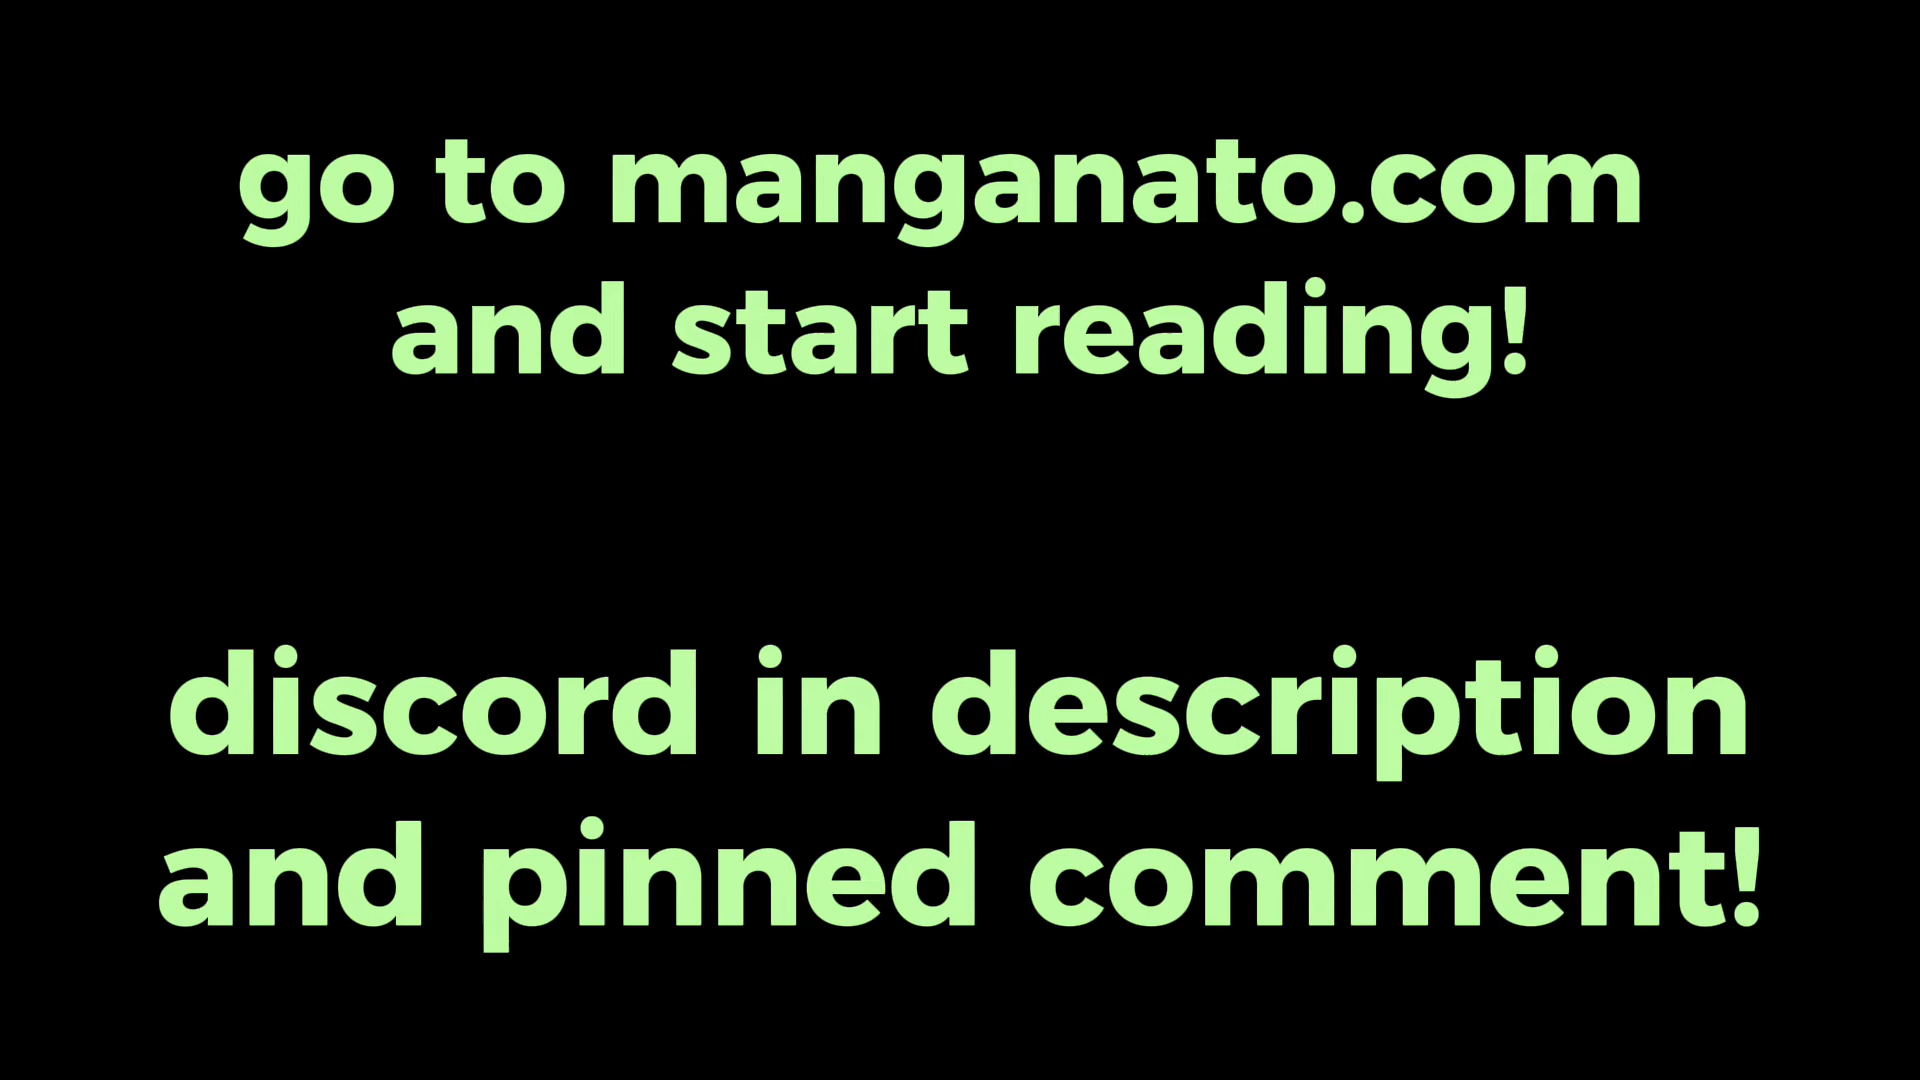 go to manganato.com
and start reading!
discord in description
and pinned comment!